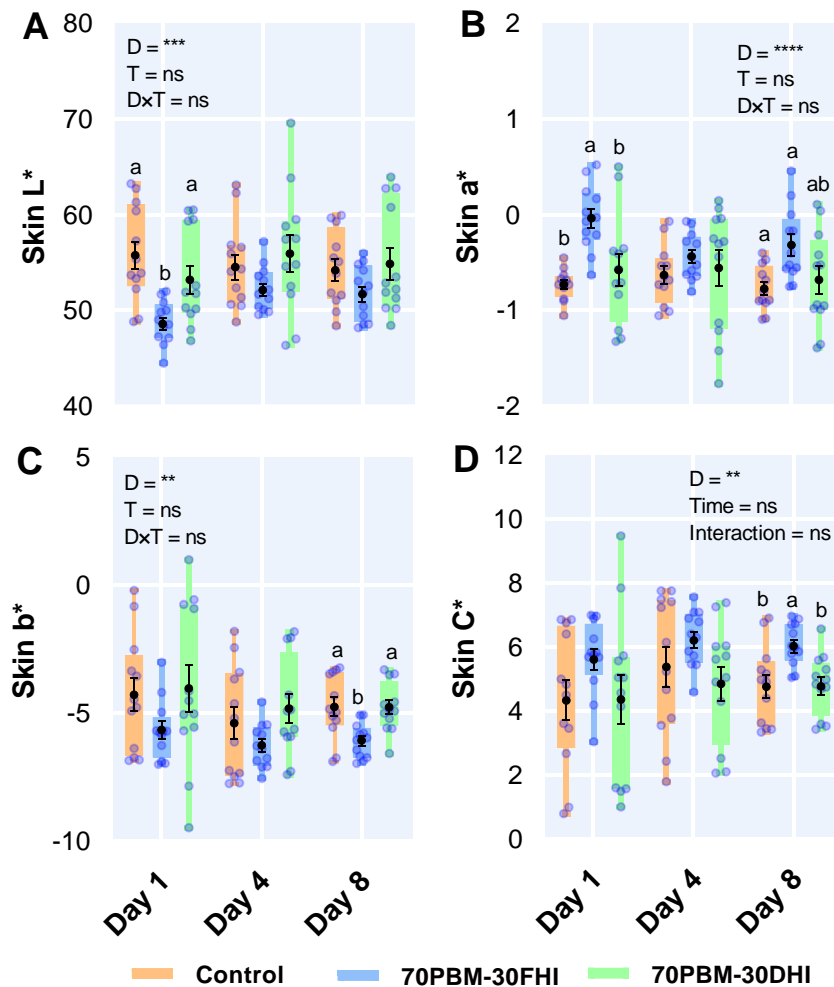 A
Skin L*
80
70
60
50
40
D = ***
T = ns
D×T = ns
a
b
a
B
Skin a*
2
1
0
-1
-2
D = ****
T = ns
D×T = ns
b
a
b
a
a
ab
C
Skin b*
5
0
-5
-10
D = **
T = ns
D×T = ns
a
b
a
Day 1
Day 4
Day 8
D
Skin C*
12
10
8
6
4
2
0
D = **
Time = ns
Interaction = ns
b
a
b
Day 1
Day 4
Day 8
Control
70PBM-30FHI
70PBM-30DHI